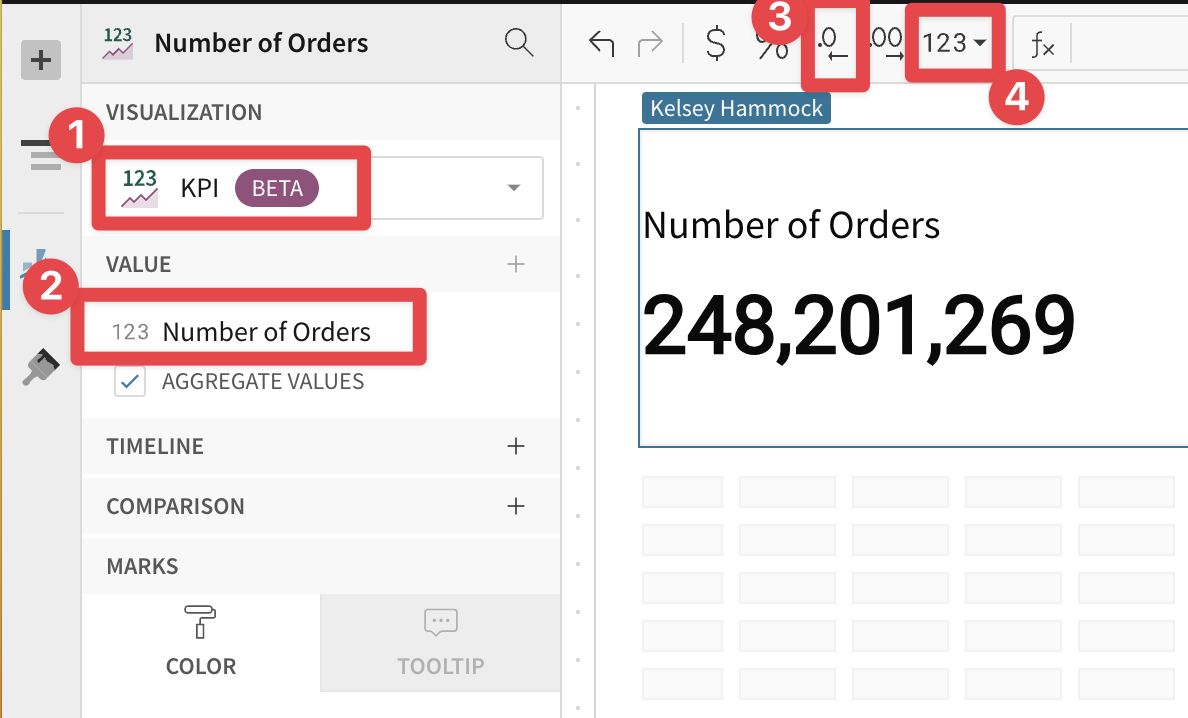 123 Number of Orders
$ % .0 .00 123 fx
3
4
VISUALIZATION
1
123 KPI BETA
VALUE
2
123 Number of Orders
AGGREGATE VALUES
TIMELINE
COMPARISON
MARKS
COLOR TOOLTIP
Kelsey Hammock
Number of Orders
248,201,269